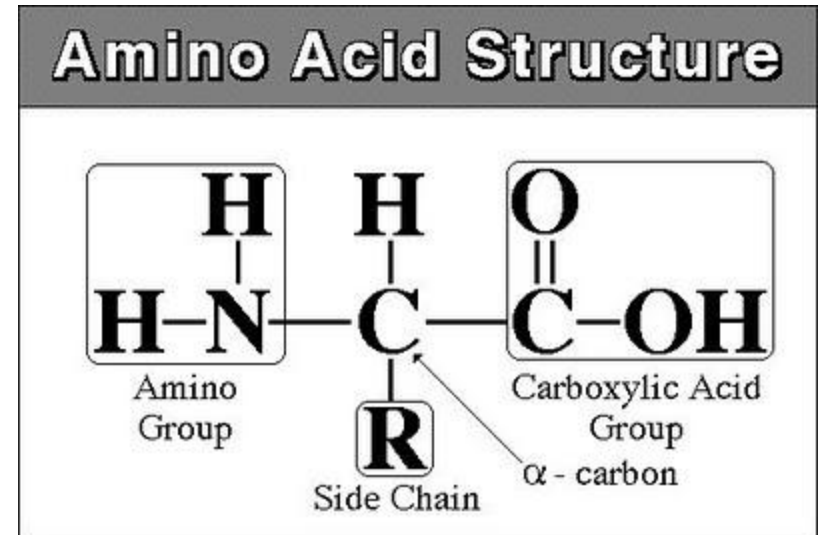 Amino Acid Structure
H H O
H–N C C–OH
Amino
Group
Carboxylic Acid
Group
R
Side Chain
α - carbon